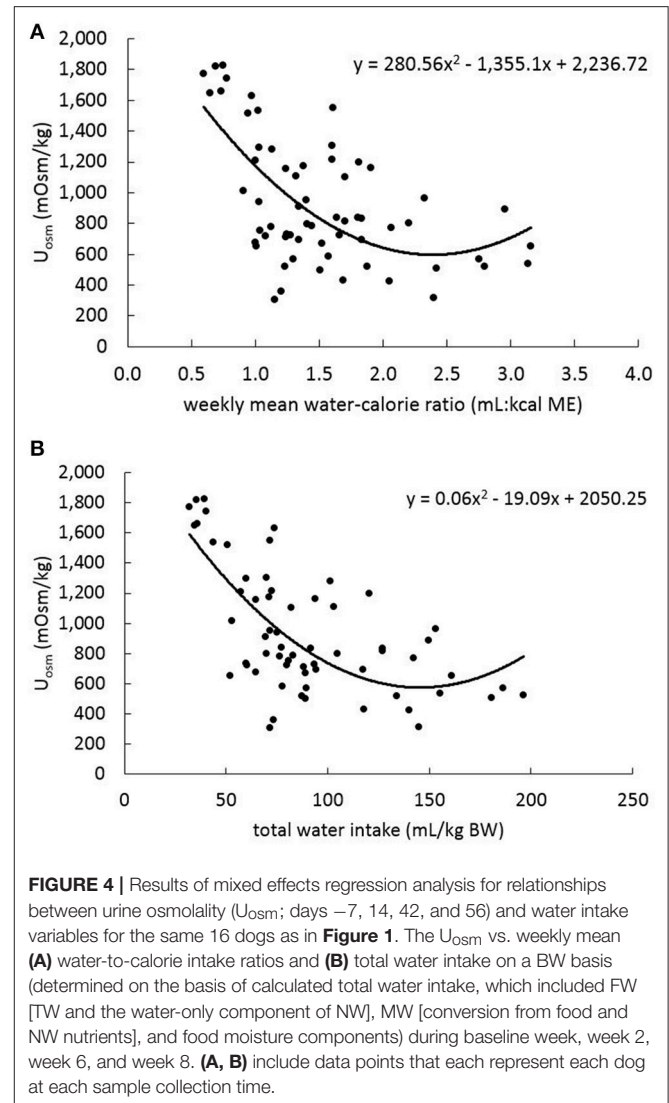 A
2,000
1,800
1,600
1,400
1,200
1,000
800
600
400
200
0
U_osm (mOsm/kg)
y = 280.56x² - 1,355.1x + 2,236.72
0.0 0.5 1.0 1.5 2.0 2.5 3.0 3.5 4.0
weekly mean water-calorie ratio (mL:kcal ME)
B
2,000
1,800
1,600
1,400
1,200
1,000
800
600
400
200
0
U_osm (mOsm/kg)
y = 0.06x² - 19.09x + 2050.25
0 50 100 150 200 250
total water intake (mL/kg BW)
FIGURE 4 | Results of mixed effects regression analysis for relationships
between urine osmolality (U_osm; days −7, 14, 42, and 56) and water intake
variables for the same 16 dogs as in Figure 1. The U_osm vs. weekly mean
(A) water-to-calorie intake ratios and (B) total water intake on a BW basis
(determined on the basis of calculated total water intake, which included FW
[TW and the water-only component of NW], MW [conversion from food and
NW nutrients], and food moisture components) during baseline week, week 2,
week 6, and week 8. (A, B) include data points that each represent each dog
at each sample collection time.